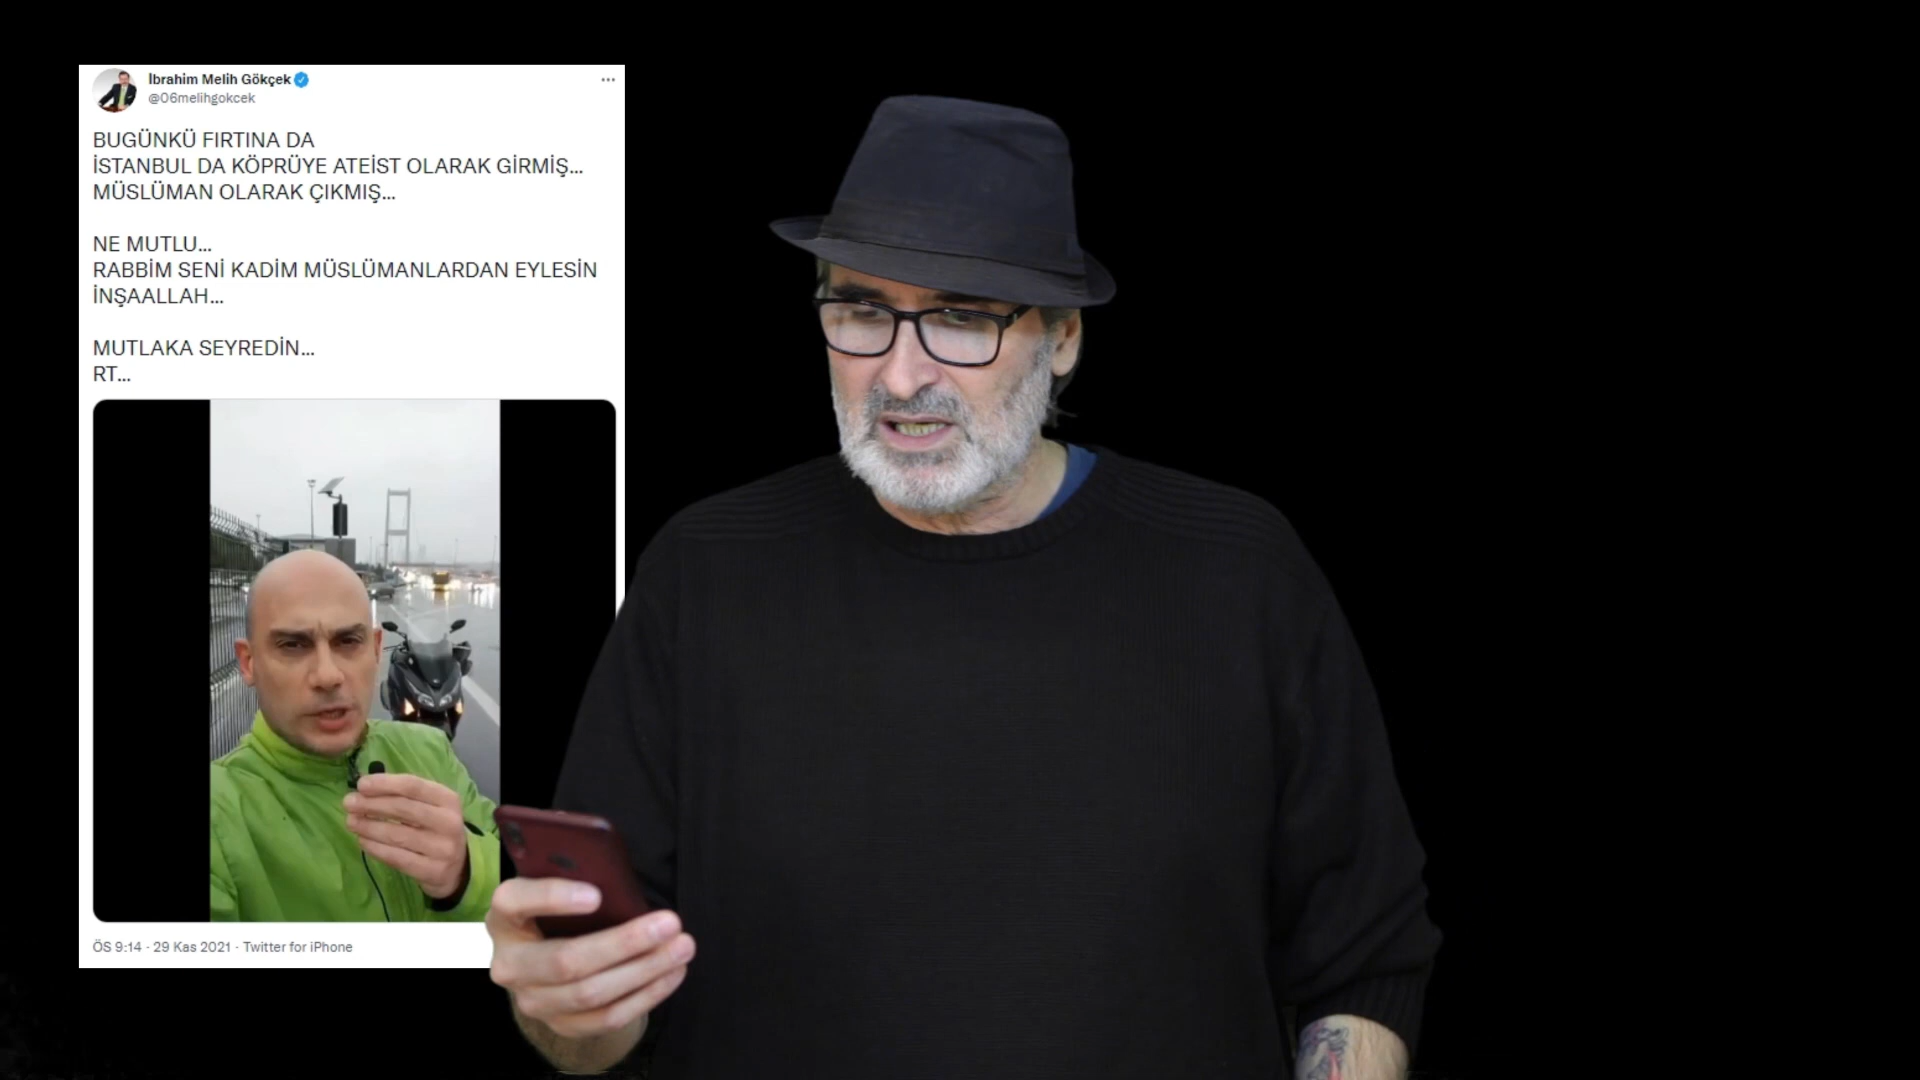 İbrahim Melih Gökçek
@06melihgokcek
BUGÜNKÜ FIRTINA DA
İSTANBUL DA KÖPRÜYE ATEİST OLARAK GİRMİŞ...
MÜSLÜMAN OLARAK ÇIKMIŞ...
NE MUTLU...
RABBİM SENİ KADİM MÜSLÜMANLARDAN EYLESİN
İNŞAALLAH...
MUTLAKA SEYREDİN...
RT...
ÖS 9:14 · 29 Kas 2021 · Twitter for iPhone